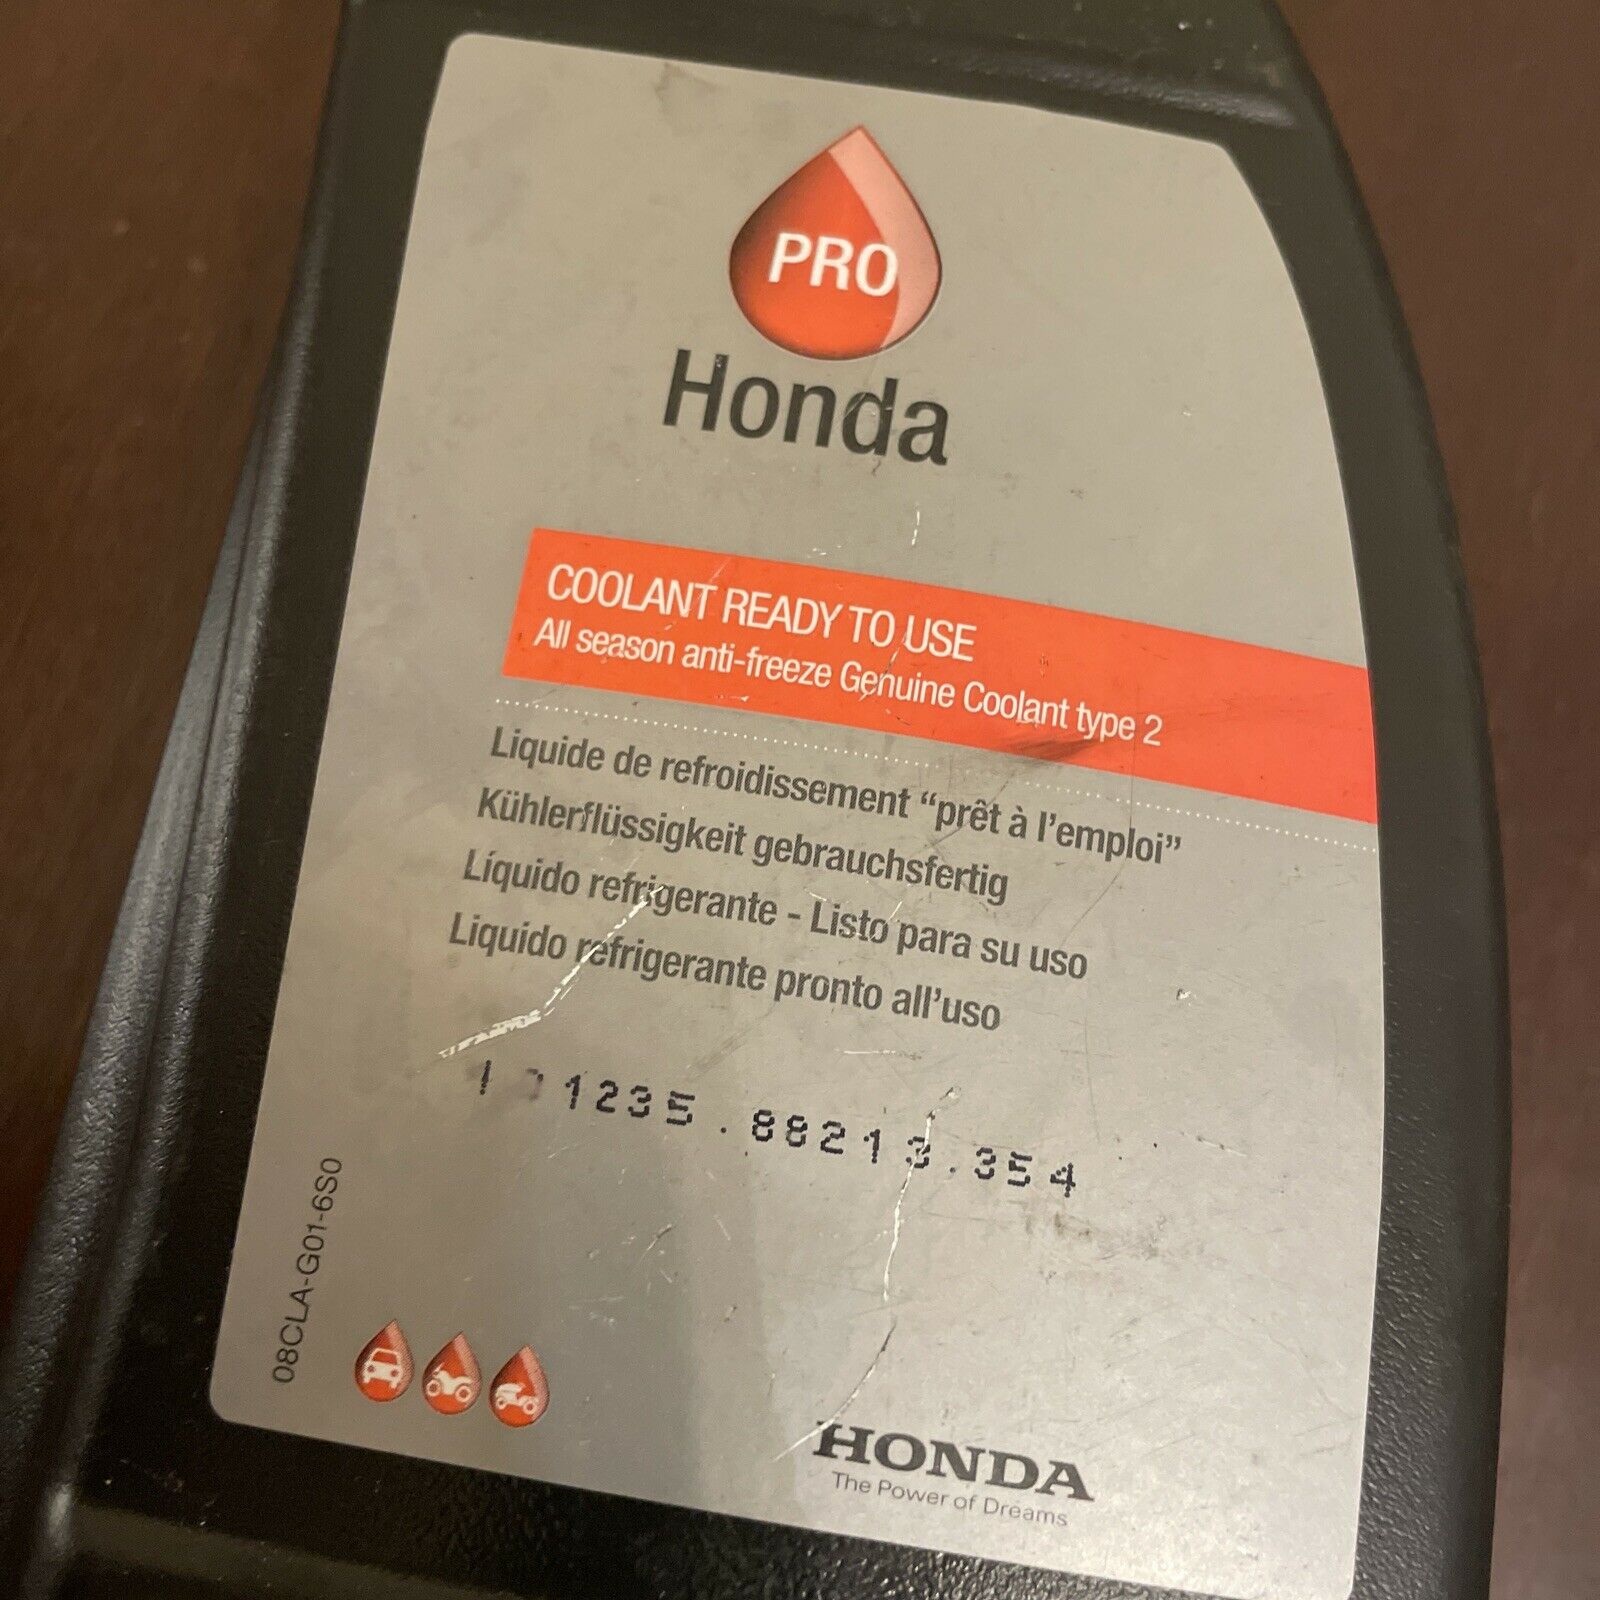 PRO
Honda
COOLANT READY TO USE
All season anti-freeze Genuine Coolant type 2
Liquide de refroidissement “prêt à l’emploi”
Kühlerflüssigkeit gebrauchsfertig
Líquido refrigerante - Listo para su uso
Liquido refrigerante pronto all’uso
08CLA-G01-6S0
HONDA
The Power of Dreams